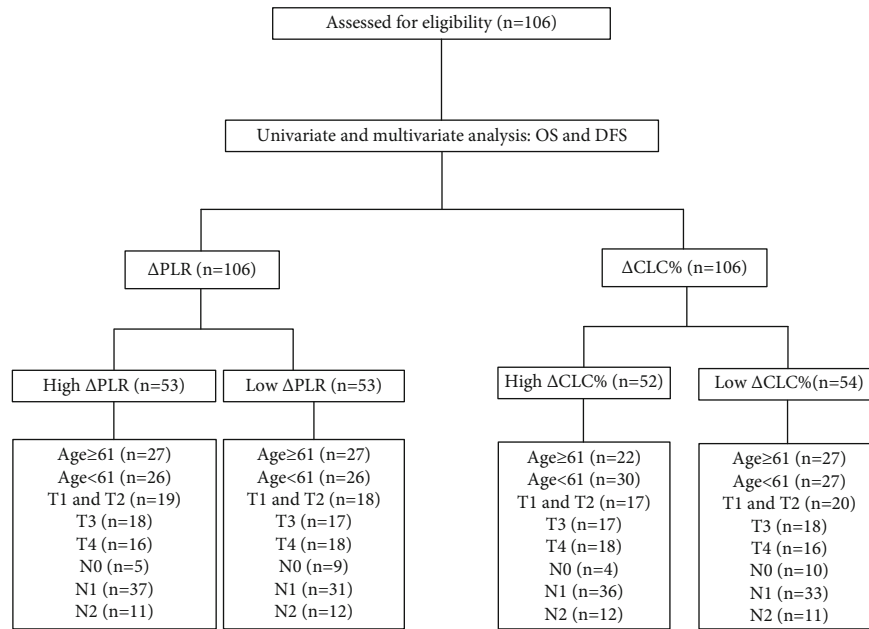 Assessed for eligibility (n=106)
Univariate and multivariate analysis: OS and DFS
ΔPLR (n=106)
ΔCLC% (n=106)
High ΔPLR (n=53)
Low ΔPLR (n=53)
High ΔCLC% (n=52)
Low ΔCLC%(n=54)
Age≥61 (n=27)
Age<61 (n=26)
T1 and T2 (n=19)
T3 (n=18)
T4 (n=16)
N0 (n=5)
N1 (n=37)
N2 (n=11)
Age≥61 (n=27)
Age<61 (n=26)
T1 and T2 (n=18)
T3 (n=17)
T4 (n=18)
N0 (n=9)
N1 (n=31)
N2 (n=12)
Age≥61 (n=22)
Age<61 (n=30)
T1 and T2 (n=17)
T3 (n=17)
T4 (n=18)
N0 (n=4)
N1 (n=36)
N2 (n=12)
Age≥61 (n=27)
Age<61 (n=27)
T1 and T2 (n=20)
T3 (n=18)
T4 (n=16)
N0 (n=10)
N1 (n=33)
N2 (n=11)